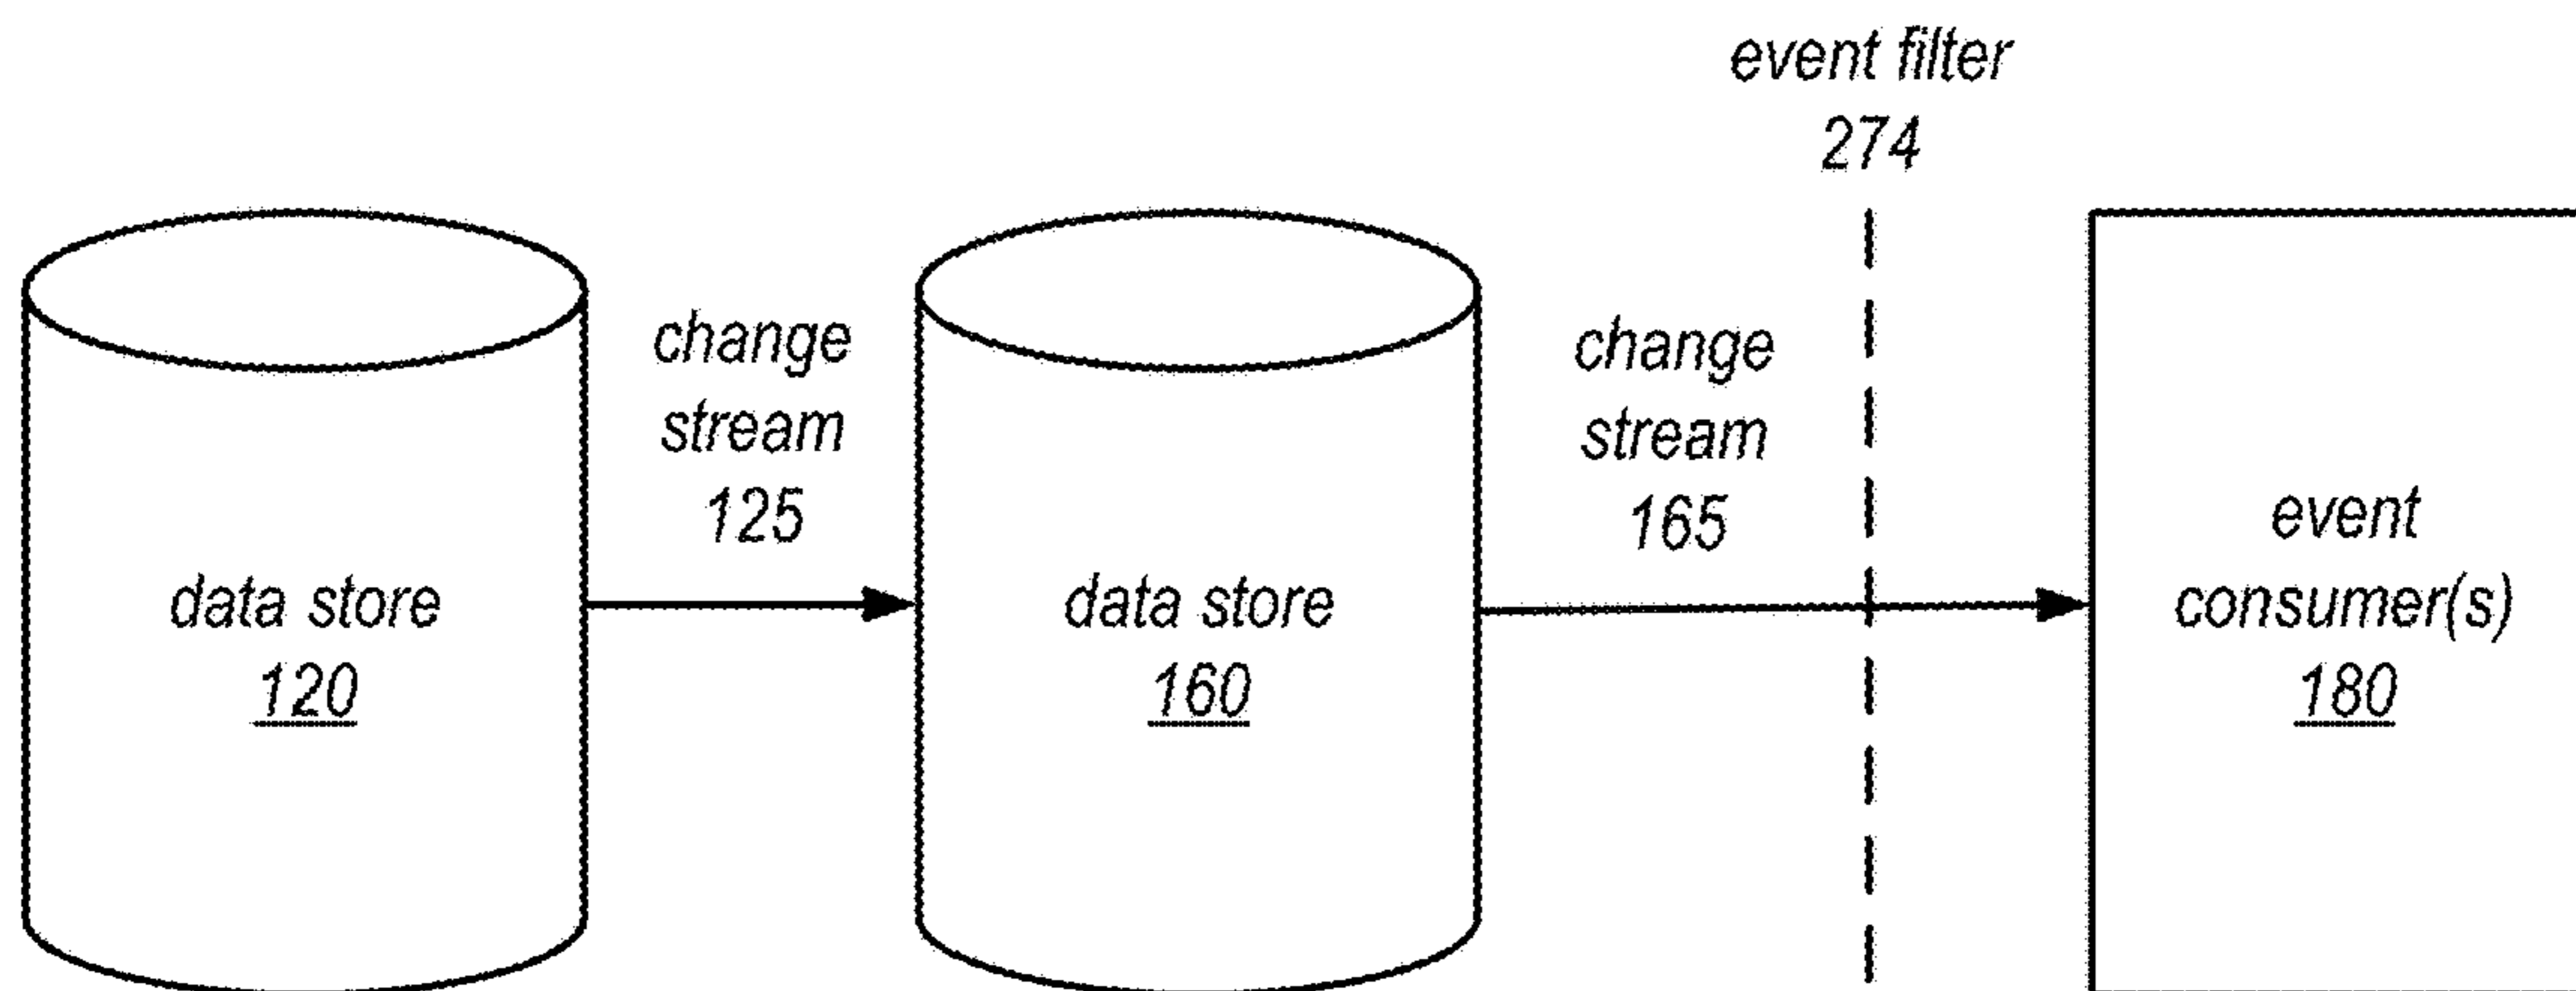 event filter
274
change
stream
125
change
stream
165
data store
120
data store
160
event
consumer(s)
180